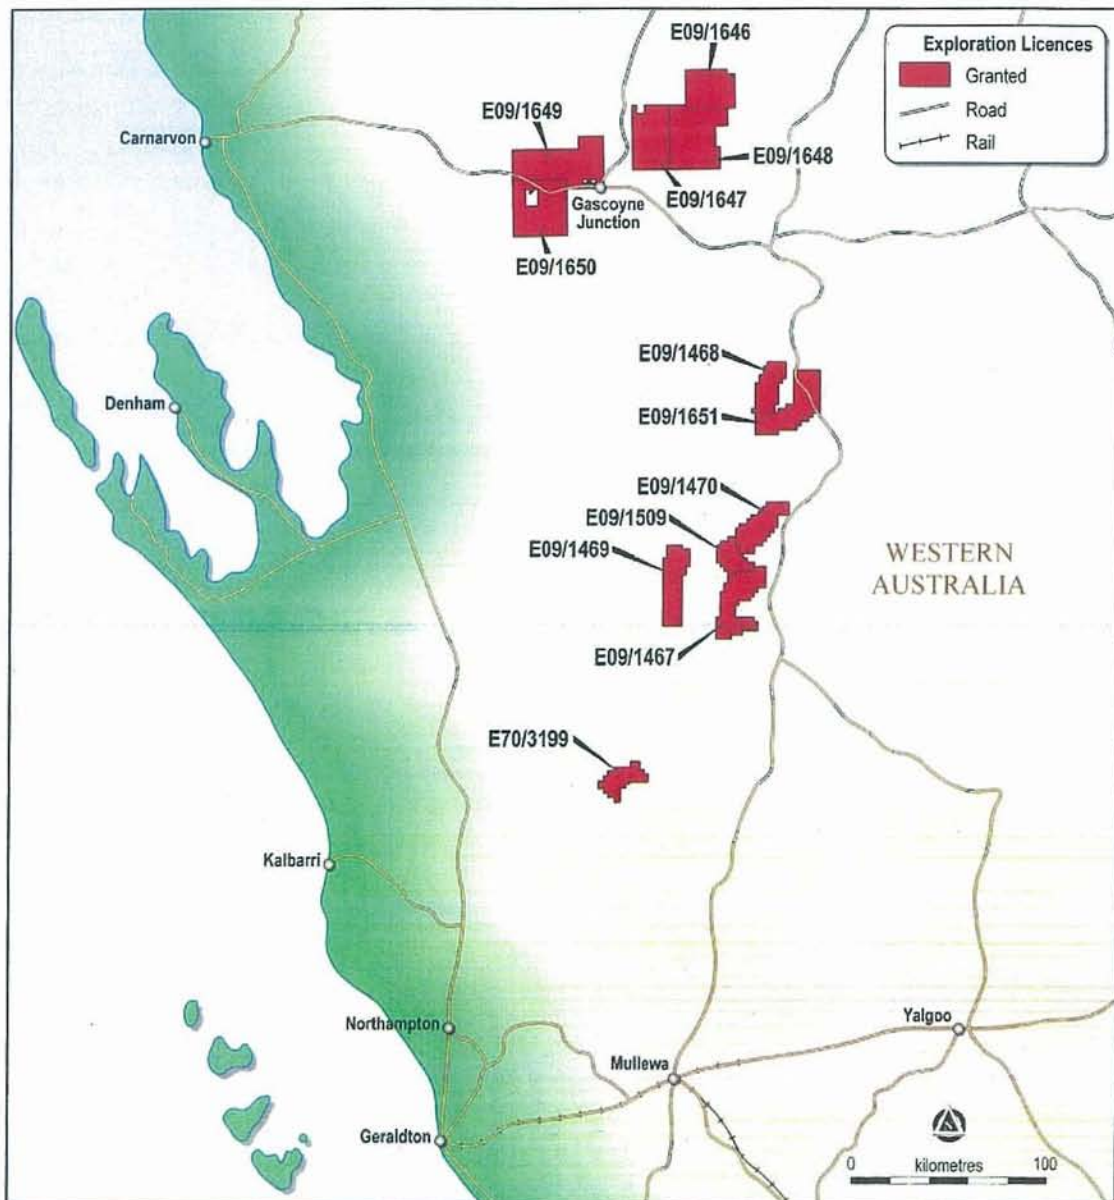 E09/1646
Exploration Licences
Granted
Road
Rail
E09/1649
Carnarvon
E09/1648
E09/1647
Gascoyne
Junction
E09/1650
E09/1468
Denham
E09/1651
E09/1470
E09/1509
E09/1469
WESTERN
AUSTRALIA
E09/1467
E70/3199
Kalbarri
Northampton
Yalgoo
Mullewa
Geraldton
0 kilometres 100